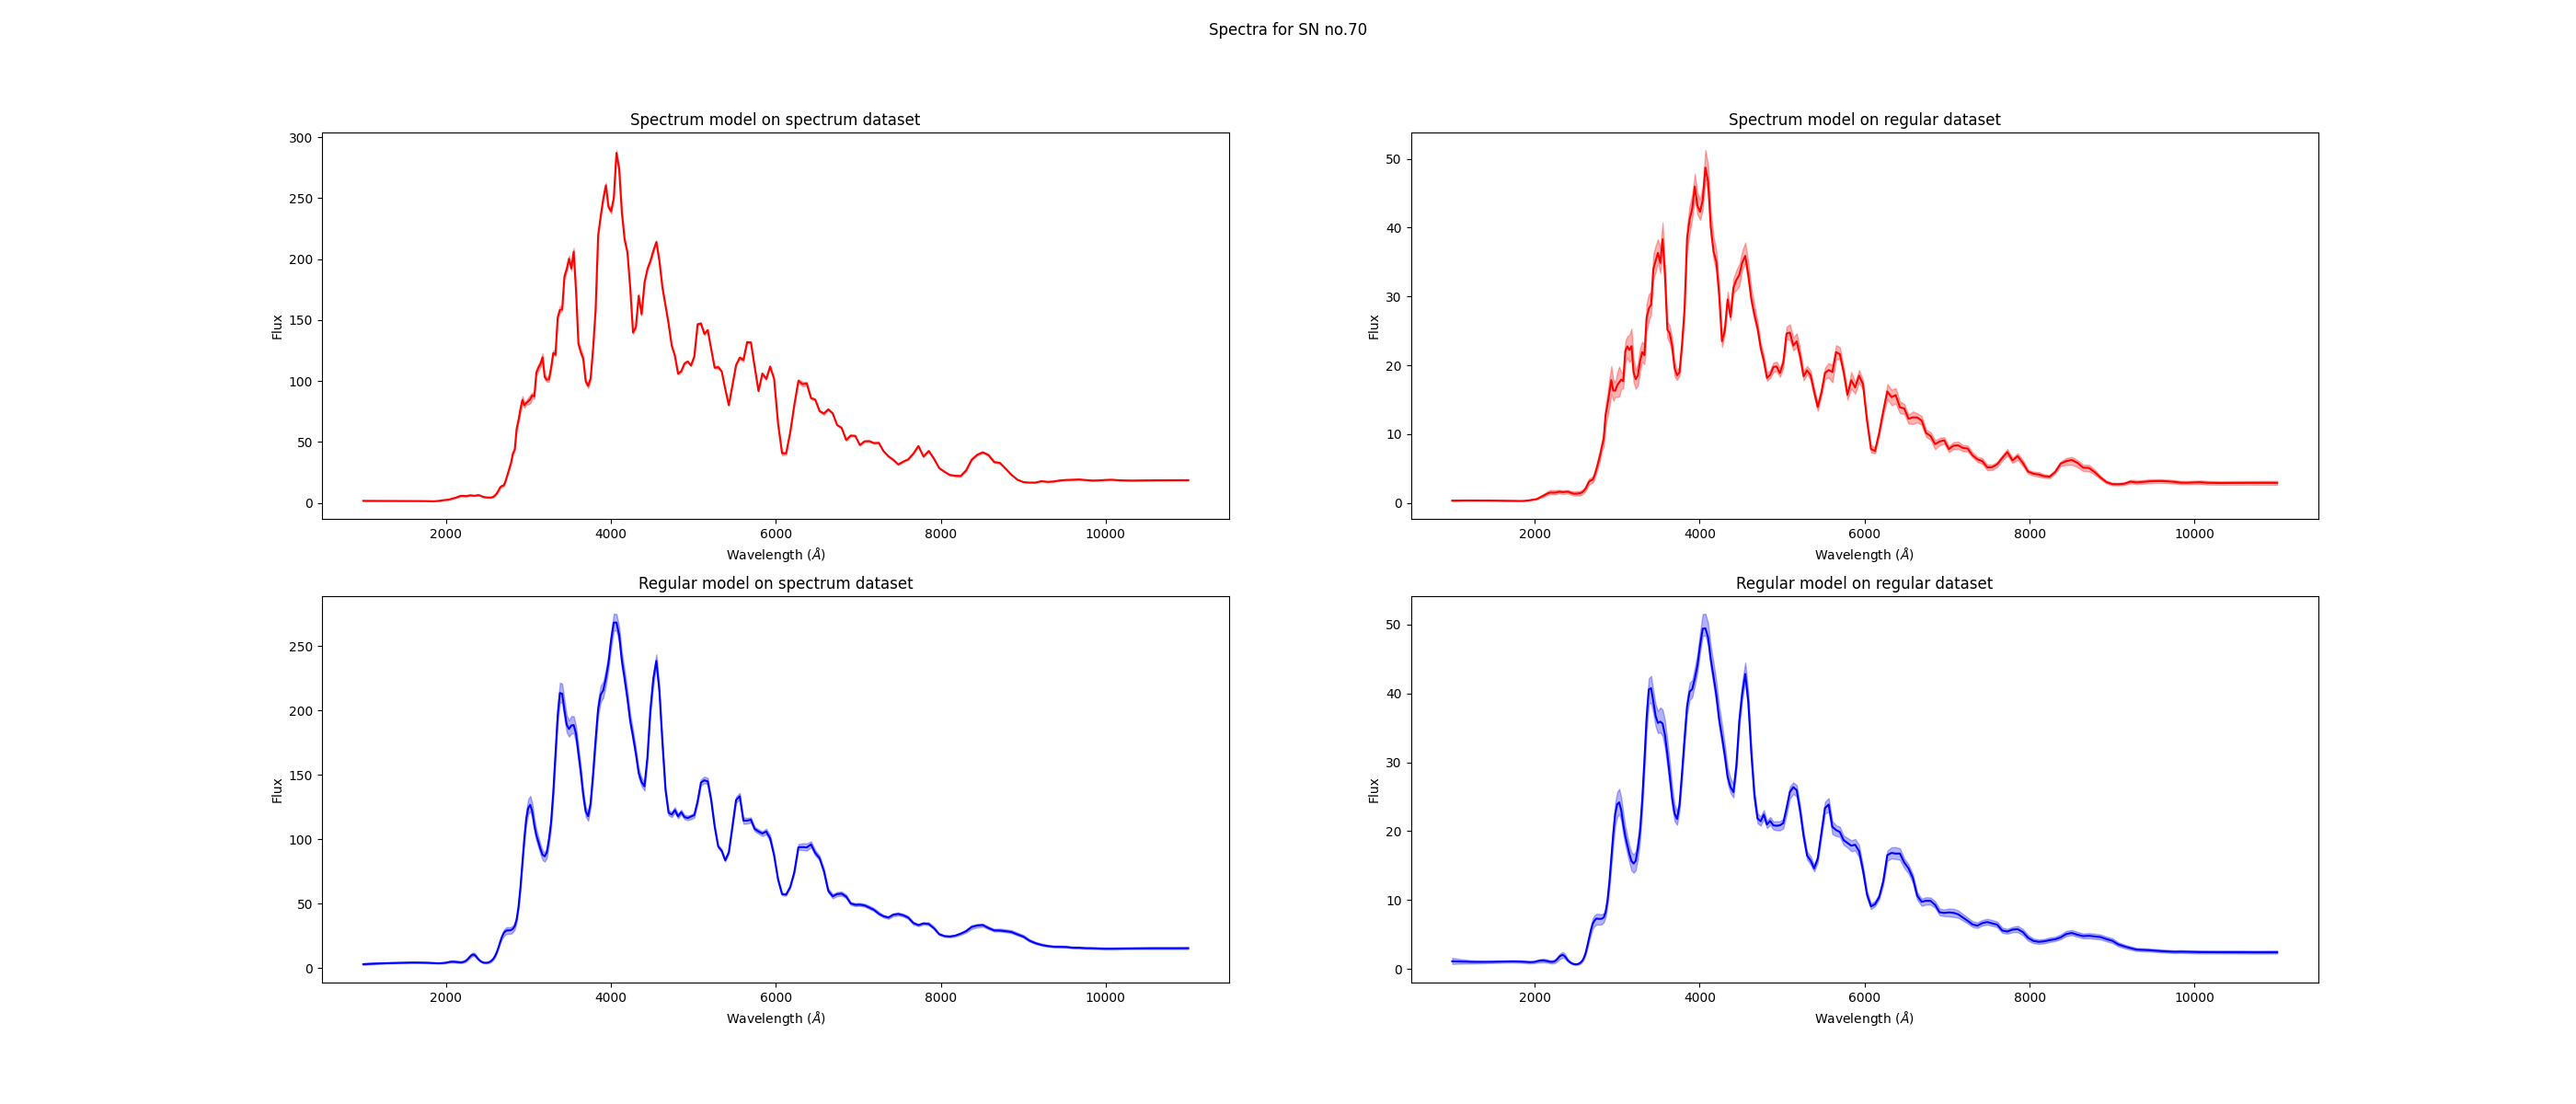 Spectra for SN no.70
Spectrum model on spectrum dataset
300
250
200
150
100
50
0
Flux
2000 4000 6000 8000 10000
Wavelength (Å)
Spectrum model on regular dataset
50
40
30
20
10
0
Flux
2000 4000 6000 8000 10000
Wavelength (Å)
Regular model on spectrum dataset
250
200
150
100
50
0
Flux
2000 4000 6000 8000 10000
Wavelength (Å)
Regular model on regular dataset
50
40
30
20
10
0
Flux
2000 4000 6000 8000 10000
Wavelength (Å)